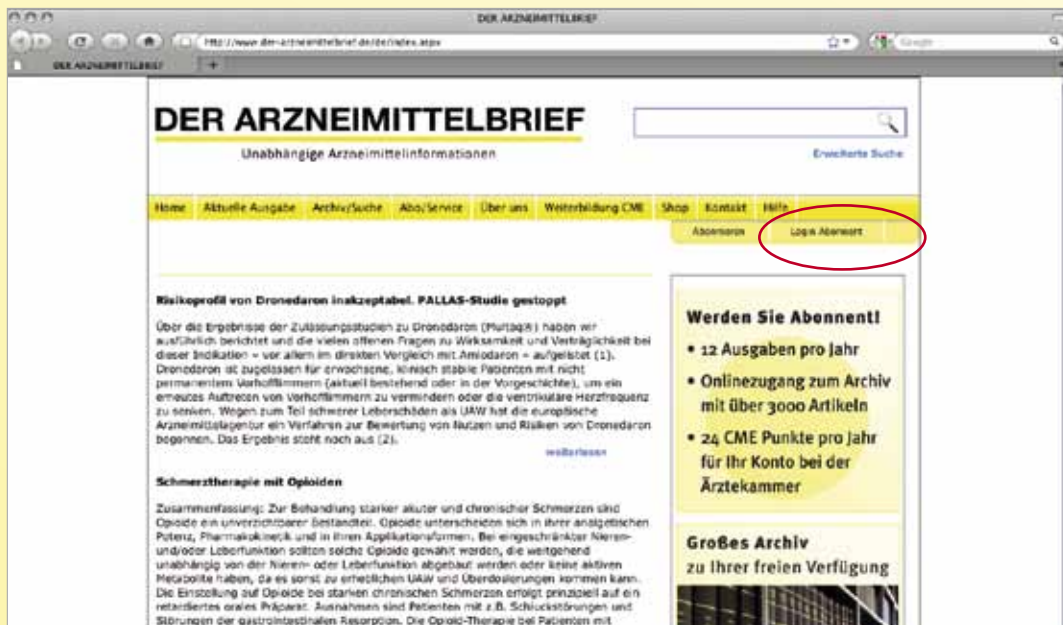 DER ARZNEIMITTELBRIEF
http://www.der-arzneimittelbrief.de/de/index.aspx
Google
DER ARZNEIMITTELBRIEF
DER ARZNEIMITTELBRIEF
Unabhängige Arzneimittelinformationen
Erweiterte Suche
Home Aktuelle Ausgabe Archiv/Suche Abo/Service Über uns Weiterbildung CME Shop Kontakt Hilfe
Abonnieren Login Abonnent
Risikoprofil von Dronedaron inakzeptabel. PALLAS-Studie gestoppt
Über die Ergebnisse der Zulassungsstudien zu Dronedaron (Multaq®) haben wir
ausführlich berichtet und die vielen offenen Fragen zu Wirksamkeit und Verträglichkeit bei
dieser Indikation – vor allem im direkten Vergleich mit Amiodaron – aufgelistet (1).
Dronedaron ist zugelassen für erwachsene, klinisch stabile Patienten mit nicht
permanentem Vorhofflimmern (aktuell bestehend oder in der Vorgeschichte), um ein
erneutes Auftreten von Vorhofflimmern zu vermindern oder die ventrikuläre Herzfrequenz
zu senken. Wegen zum Teil schwerer Leberschäden als UAW hat die europäische
Arzneimittelagentur ein Verfahren zur Bewertung von Nutzen und Risiken von Dronedaron
begonnen. Das Ergebnis steht noch aus (2).
weiterlesen
Schmerztherapie mit Opioiden
Zusammenfassung: Zur Behandlung starker akuter und chronischer Schmerzen sind
Opioide ein unverzichtbarer Bestandteil. Opioide unterscheiden sich in ihrer analgetischen
Potenz, Pharmakokinetik und in ihren Applikationsformen. Bei eingeschränkter Nieren-
und/oder Leberfunktion sollten solche Opioide gewählt werden, die weitgehend
unabhängig von der Nieren- oder Leberfunktion abgebaut werden oder keine aktiven
Metabolite haben, da es sonst zu erheblichen UAW und Überdosierungen kommen kann.
Die Einstellung auf Opioide bei starken chronischen Schmerzen erfolgt prinzipiell auf ein
retardiertes orales Präparat. Ausnahmen sind Patienten mit z.B. Schluckstörungen und
Störungen der gastrointestinalen Resorption. Die Opioid-Therapie bei Patienten mit
Werden Sie Abonnent!
• 12 Ausgaben pro Jahr
• Onlinezugang zum Archiv
mit über 3000 Artikeln
• 24 CME Punkte pro Jahr
für Ihr Konto bei der
Ärztekammer
Großes Archiv
zu Ihrer freien Verfügung